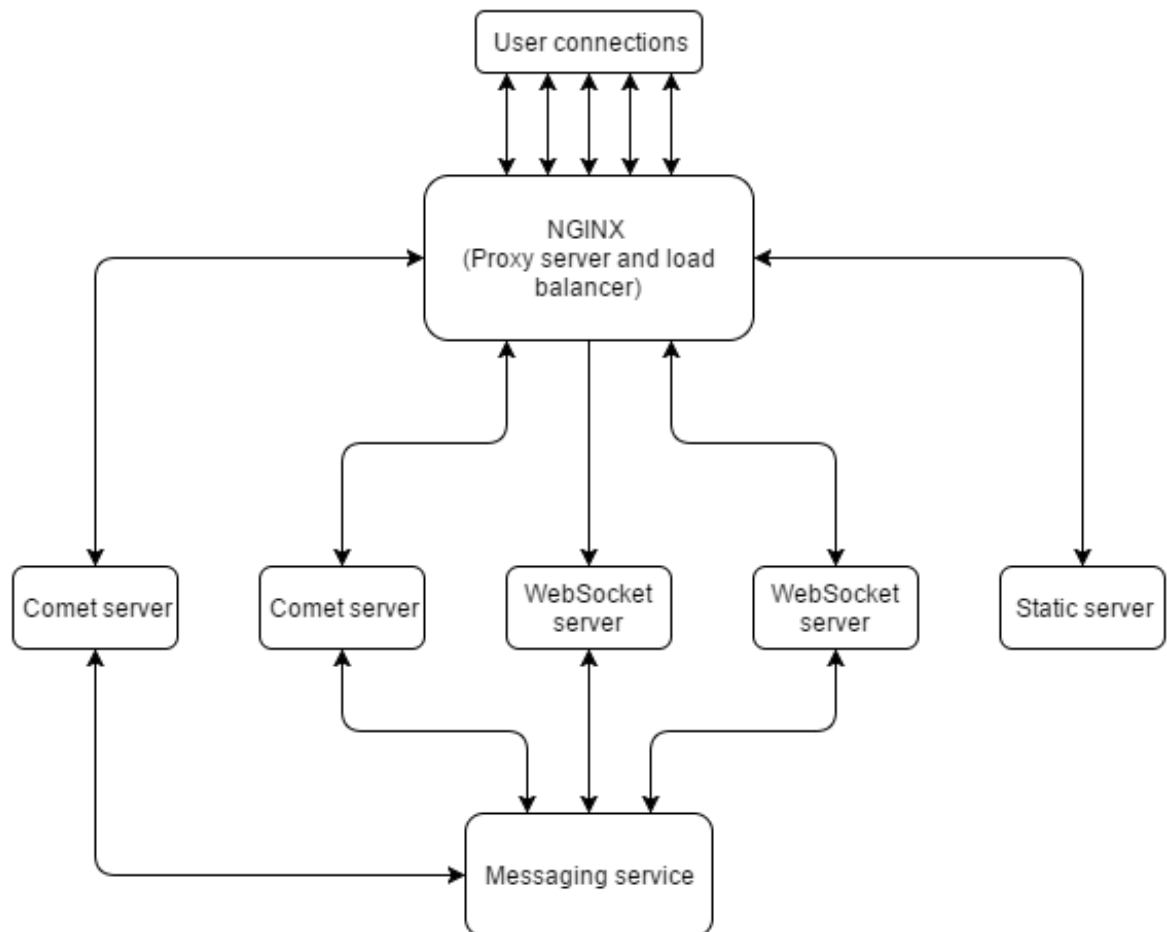 User connections
NGINX
(Proxy server and load
balancer)
Comet server
Comet server
WebSocket
server
WebSocket
server
Static server
Messaging service